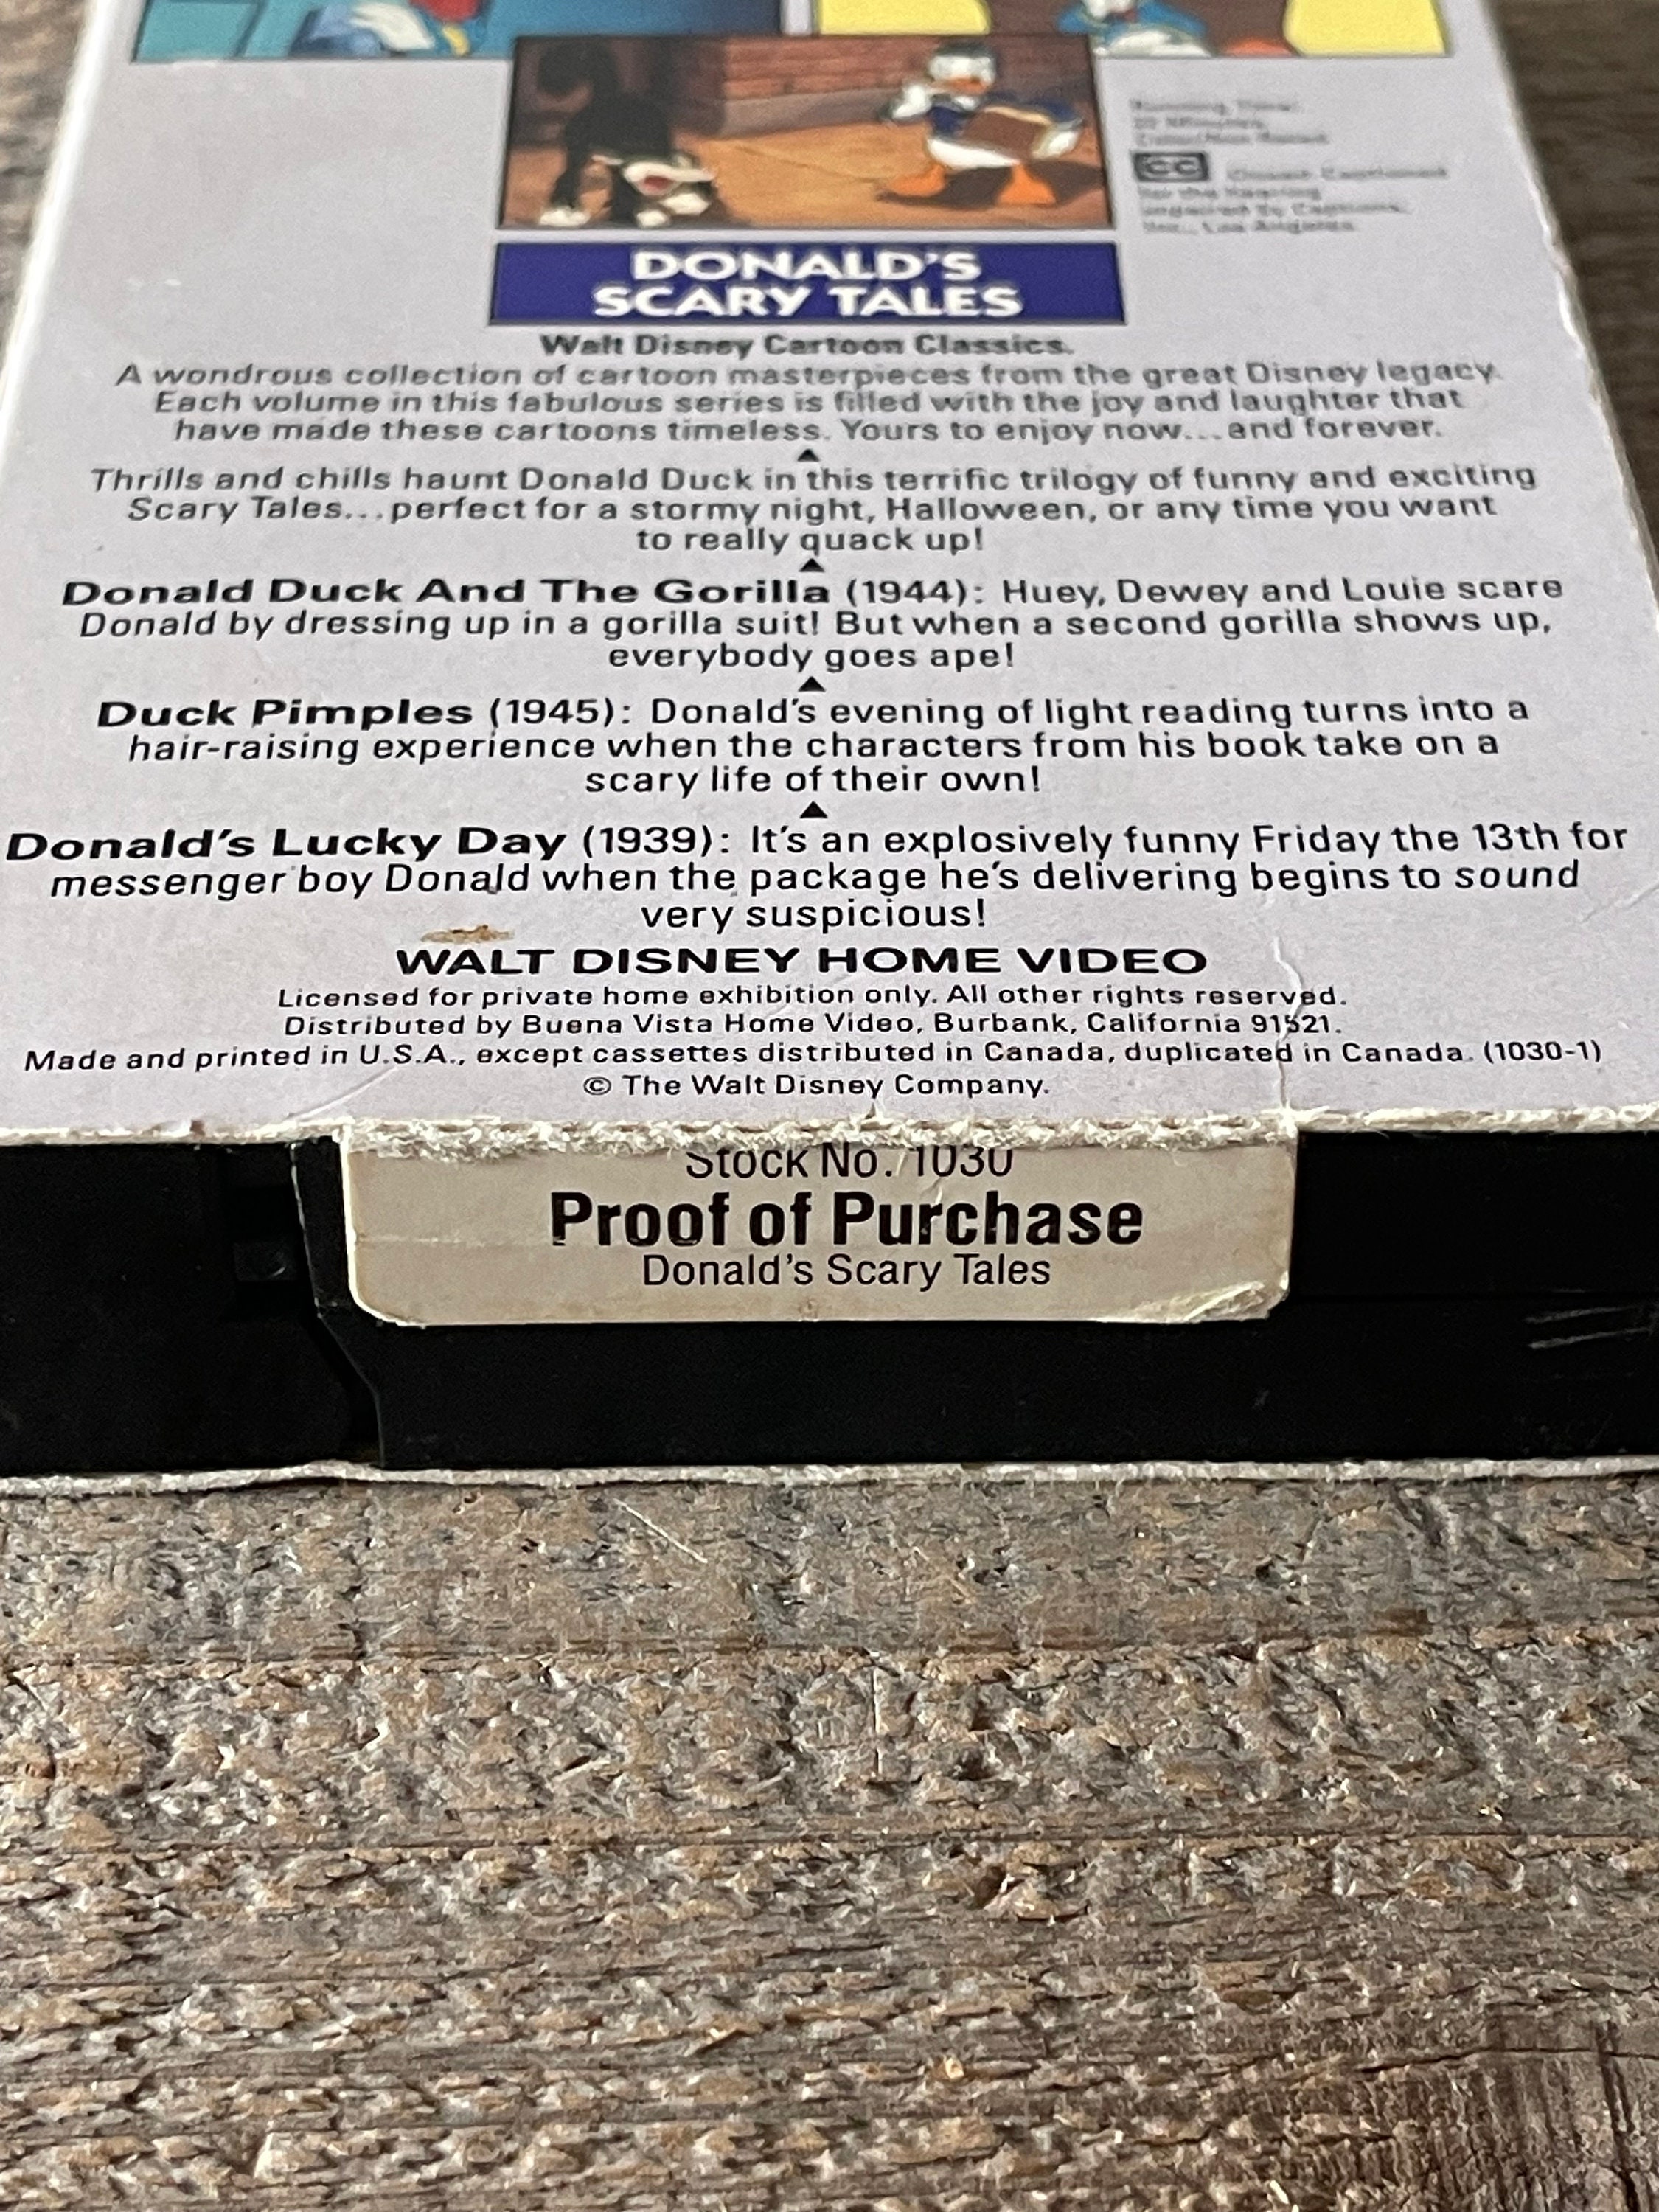 CC
DONALD'S
SCARY TALES
Walt Disney Cartoon Classics.
A wondrous collection of cartoon masterpieces from the great Disney legacy.
Each volume in this fabulous series is filled with the joy and laughter that
have made these cartoons timeless. Yours to enjoy now...and forever.
Thrills and chills haunt Donald Duck in this terrific trilogy of funny and exciting
Scary Tales...perfect for a stormy night, Halloween, or any time you want
to really quack up!
Donald Duck And The Gorilla (1944): Huey, Dewey and Louie scare
Donald by dressing up in a gorilla suit! But when a second gorilla shows up,
everybody goes ape!
Duck Pimples (1945): Donald's evening of light reading turns into a
hair-raising experience when the characters from his book take on a
scary life of their own!
Donald's Lucky Day (1939): It's an explosively funny Friday the 13th for
messenger boy Donald when the package he's delivering begins to sound
very suspicious!
WALT DISNEY HOME VIDEO
Licensed for private home exhibition only. All other rights reserved.
Distributed by Buena Vista Home Video, Burbank, California 91521.
Made and printed in U.S.A., except cassettes distributed in Canada, duplicated in Canada. (1030-1)
© The Walt Disney Company.
Stock No. 1030
Proof of Purchase
Donald's Scary Tales